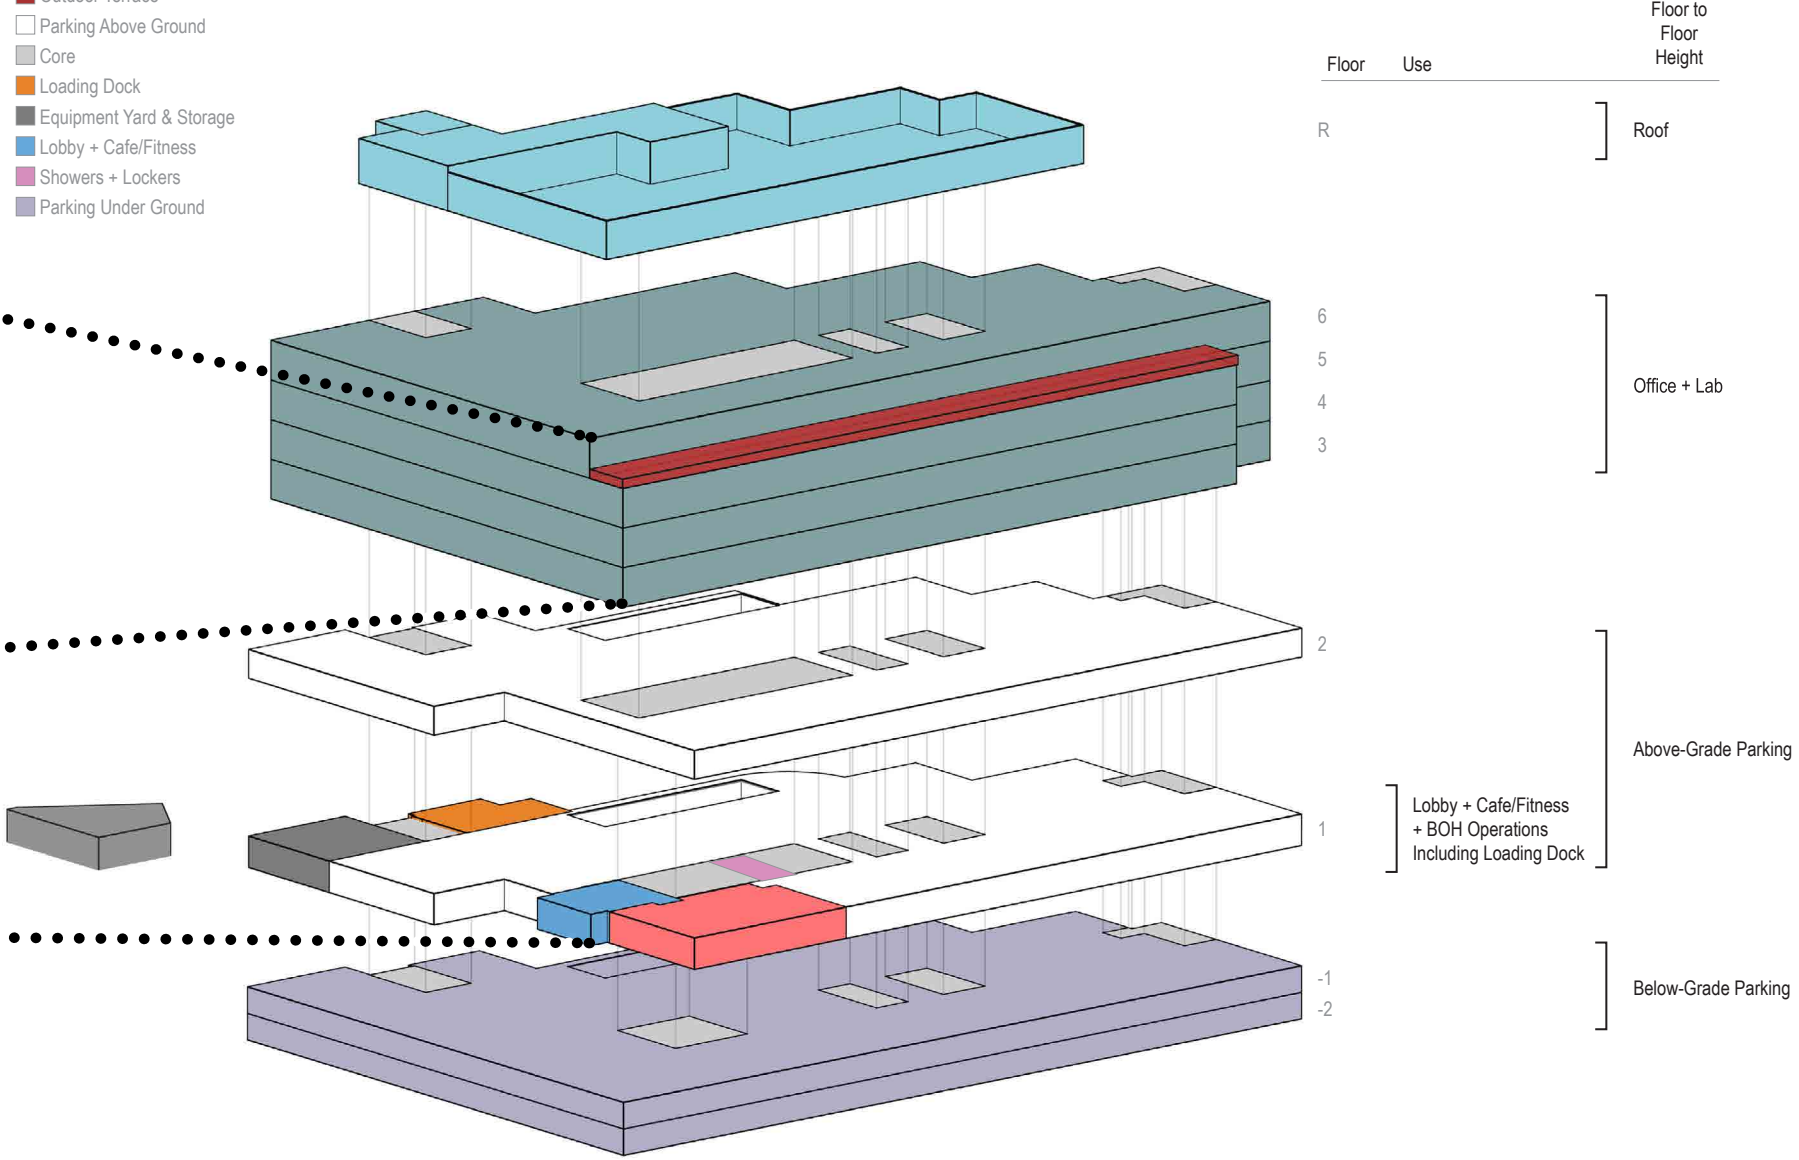 Outdoor Terrace
Parking Above Ground
Core
Loading Dock
Equipment Yard & Storage
Lobby + Cafe/Fitness
Showers + Lockers
Parking Under Ground
Floor
Use
Floor to
Floor
Height
R
Roof
6
5
4
3
Office + Lab
2
Above-Grade Parking
1
Lobby + Cafe/Fitness
+ BOH Operations
Including Loading Dock
-1
-2
Below-Grade Parking